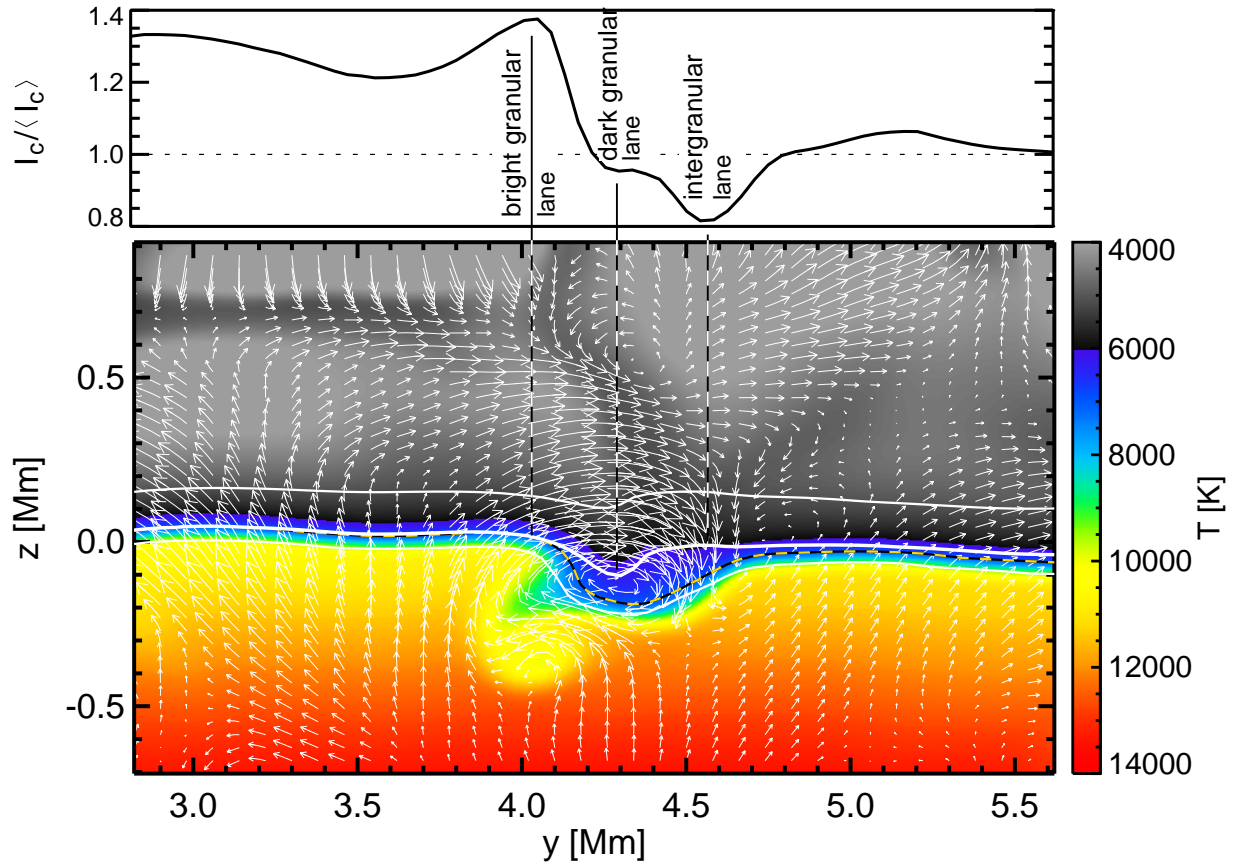 1.4
1.2
1.0
0.8
I_c/⟨ I_c ⟩
bright granular
lane
dark granular
lane
intergranular
lane
0.5
0.0
-0.5
z [Mm]
3.0 3.5 4.0 4.5 5.0 5.5
y [Mm]
4000
6000
8000
10000
12000
14000
T [K]